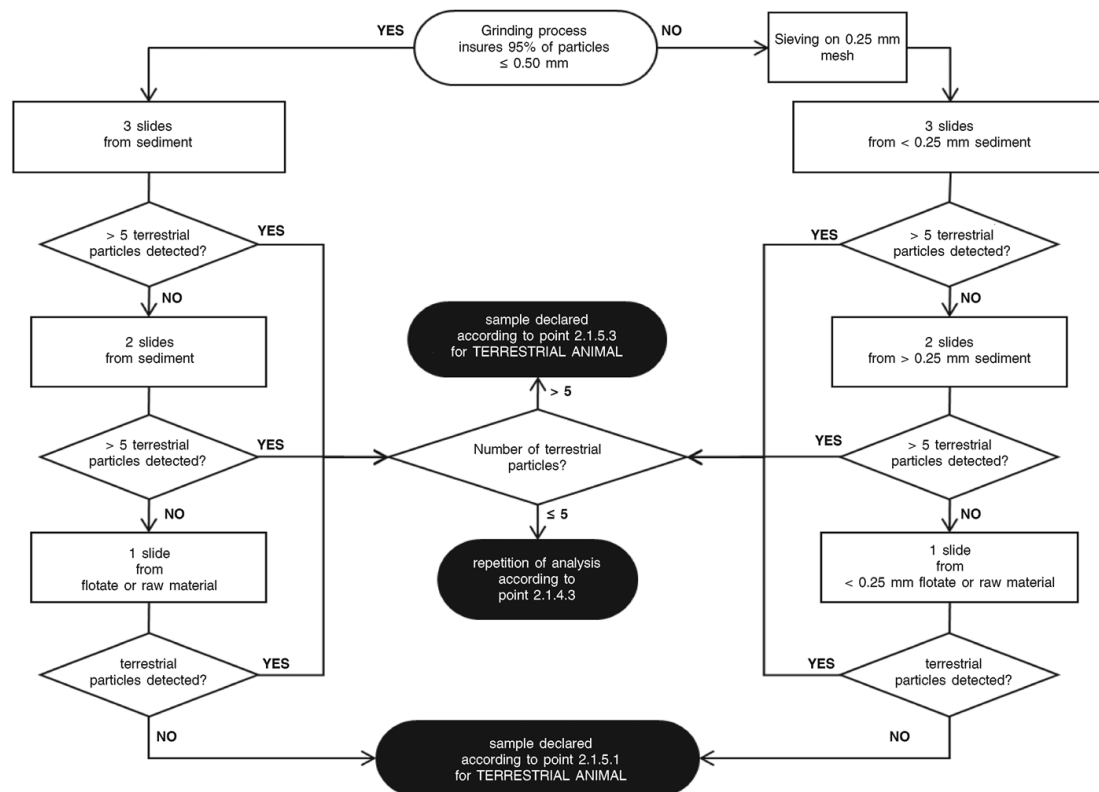 YES
Grinding process
insures 95% of particles
≤ 0.50 mm
NO
Sieving on 0.25 mm
mesh
3 slides
from sediment
3 slides
from < 0.25 mm sediment
> 5 terrestrial
particles detected?
YES
YES
> 5 terrestrial
particles detected?
NO
NO
2 slides
from sediment
sample declared
according to point 2.1.5.3
for TERRESTRIAL ANIMAL
2 slides
from > 0.25 mm sediment
> 5
> 5 terrestrial
particles detected?
YES
Number of terrestrial
particles?
YES
> 5 terrestrial
particles detected?
NO
≤ 5
NO
1 slide
from
flotate or raw material
repetition of analysis
according to
point 2.1.4.3
1 slide
from
< 0.25 mm flotate or raw material
terrestrial
particles detected?
YES
YES
terrestrial
particles detected?
NO
sample declared
according to point 2.1.5.1
for TERRESTRIAL ANIMAL
NO